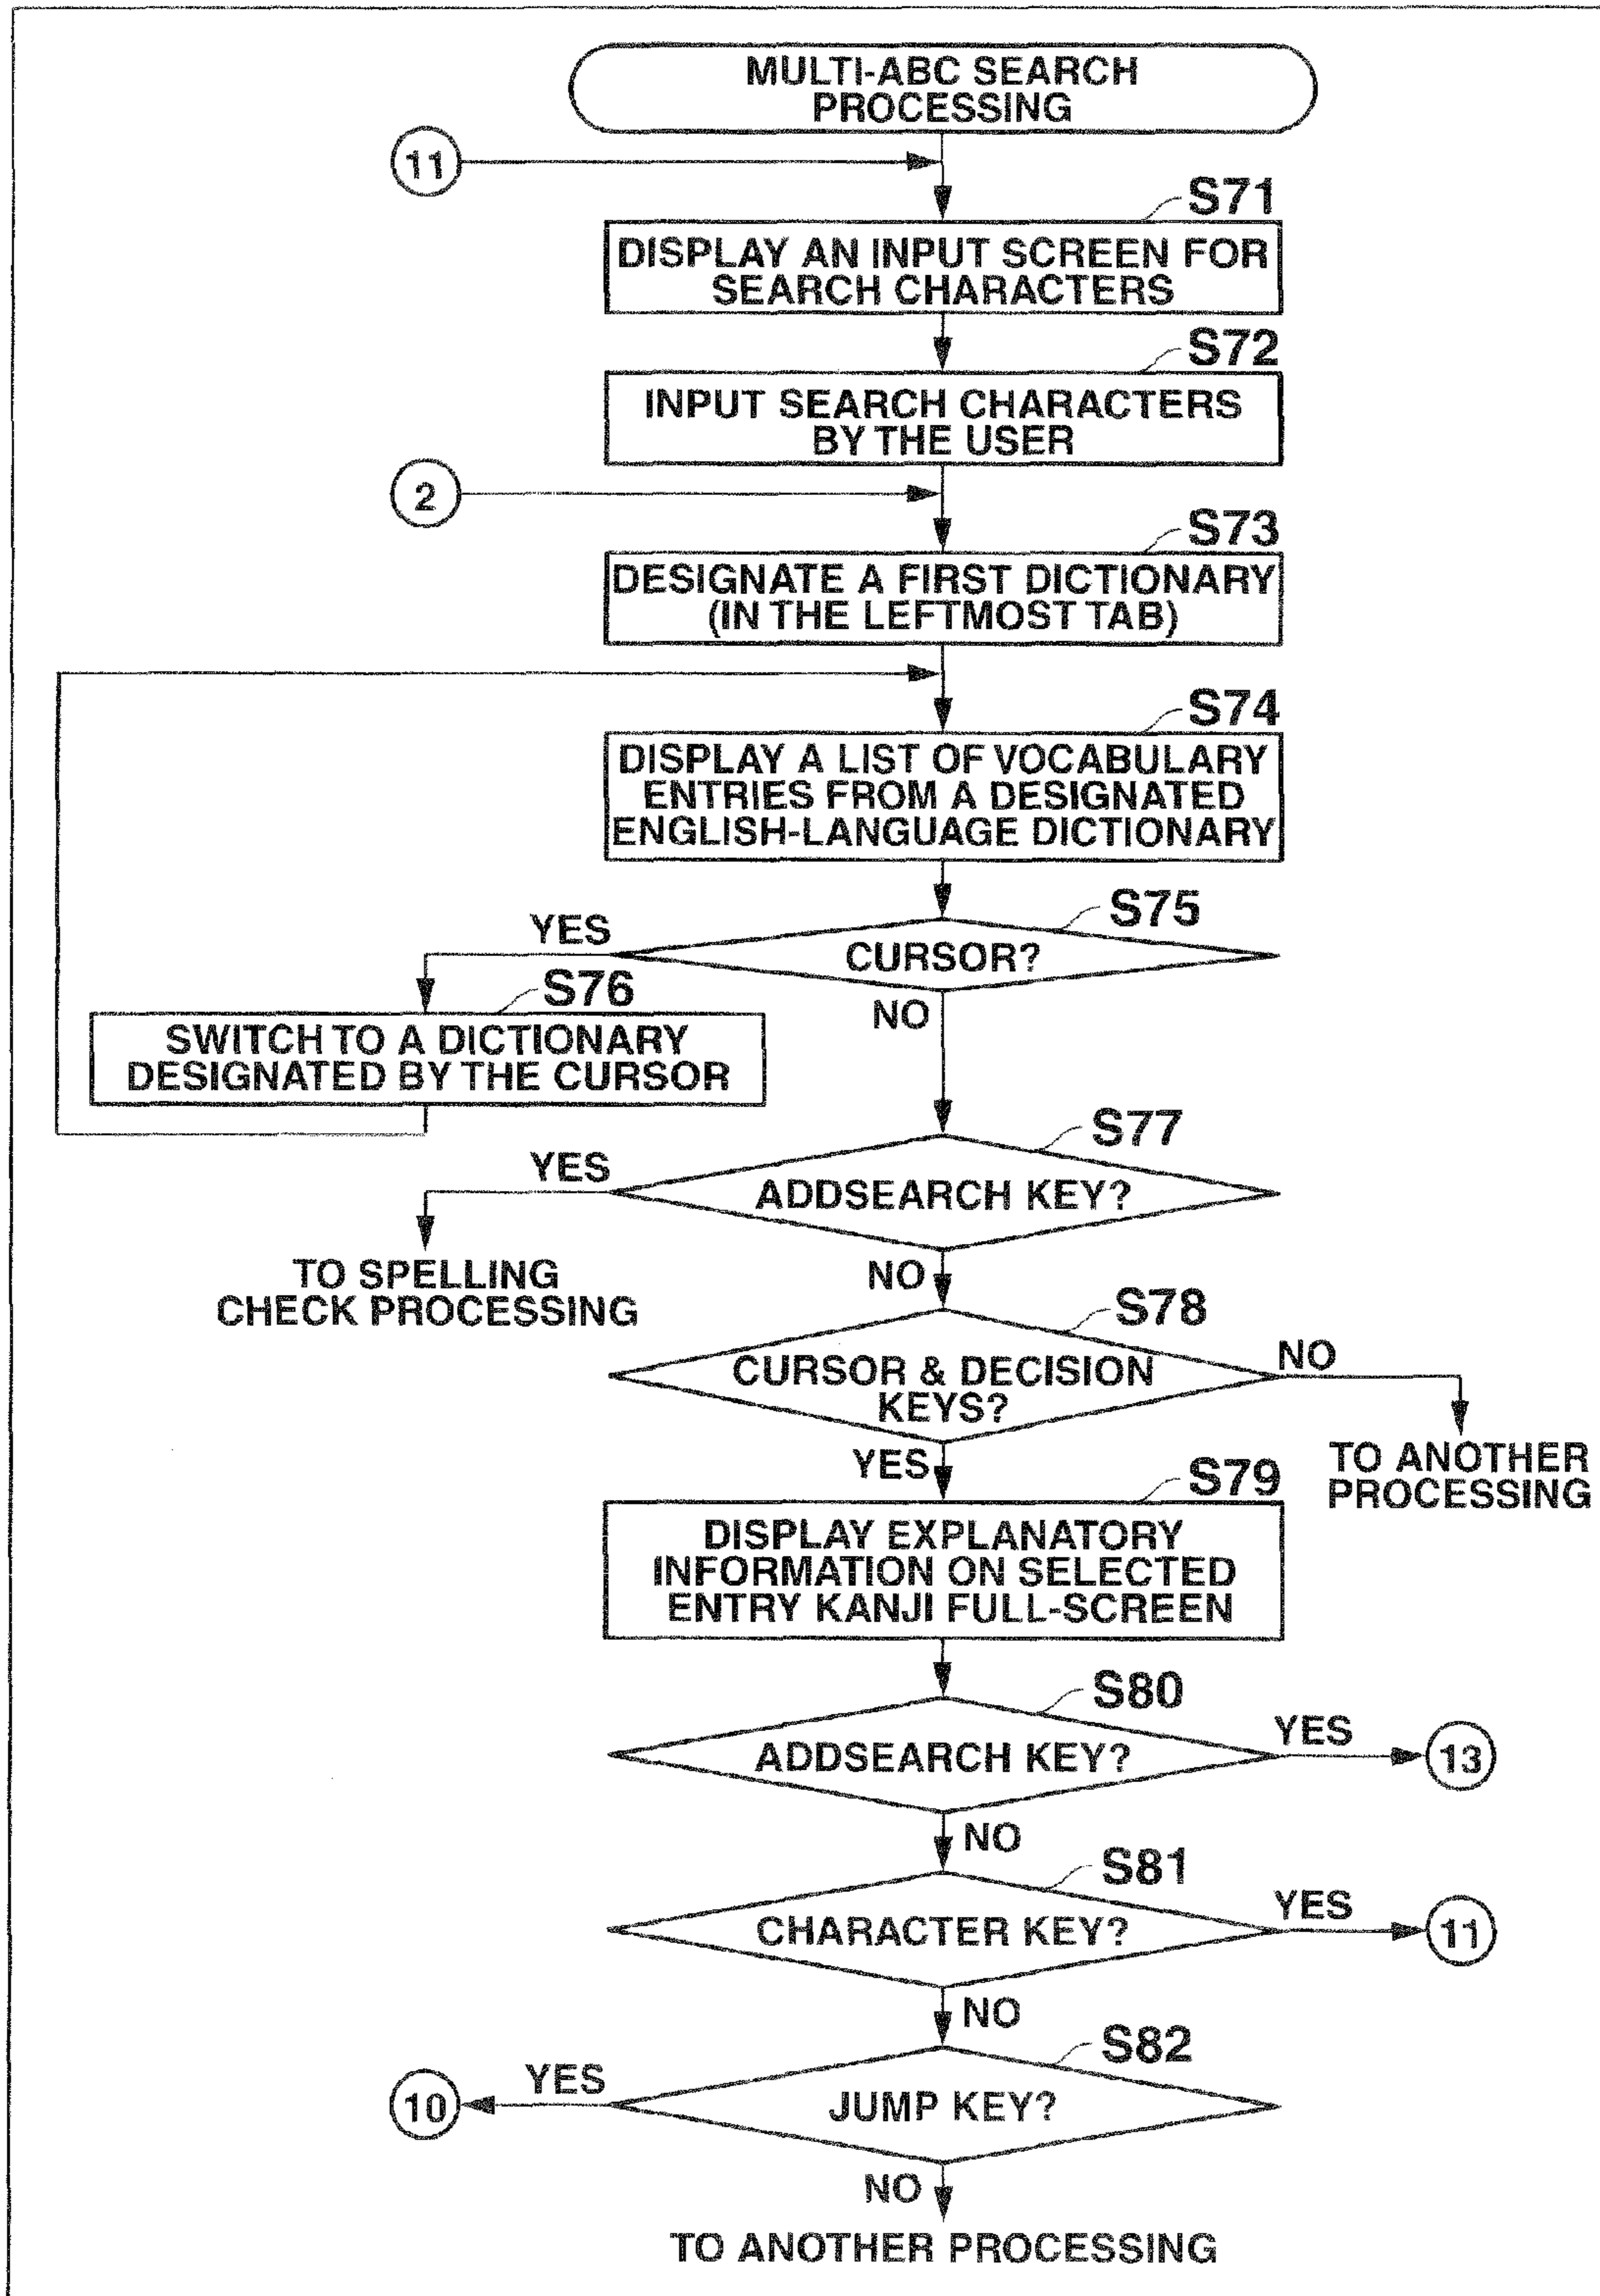 MULTI-ABC SEARCH
PROCESSING
11
S71
DISPLAY AN INPUT SCREEN FOR
SEARCH CHARACTERS
S72
INPUT SEARCH CHARACTERS
BY THE USER
2
S73
DESIGNATE A FIRST DICTIONARY
(IN THE LEFTMOST TAB)
S74
DISPLAY A LIST OF VOCABULARY
ENTRIES FROM A DESIGNATED
ENGLISH-LANGUAGE DICTIONARY
S75
YES
CURSOR?
NO
S76
SWITCH TO A DICTIONARY
DESIGNATED BY THE CURSOR
S77
YES
ADDSEARCH KEY?
TO SPELLING
CHECK PROCESSING
NO
S78
CURSOR & DECISION
KEYS?
NO
TO ANOTHER
PROCESSING
YES
S79
DISPLAY EXPLANATORY
INFORMATION ON SELECTED
ENTRY KANJI FULL-SCREEN
S80
ADDSEARCH KEY?
YES
13
NO
S81
CHARACTER KEY?
YES
11
NO
S82
JUMP KEY?
YES
10
NO
TO ANOTHER PROCESSING